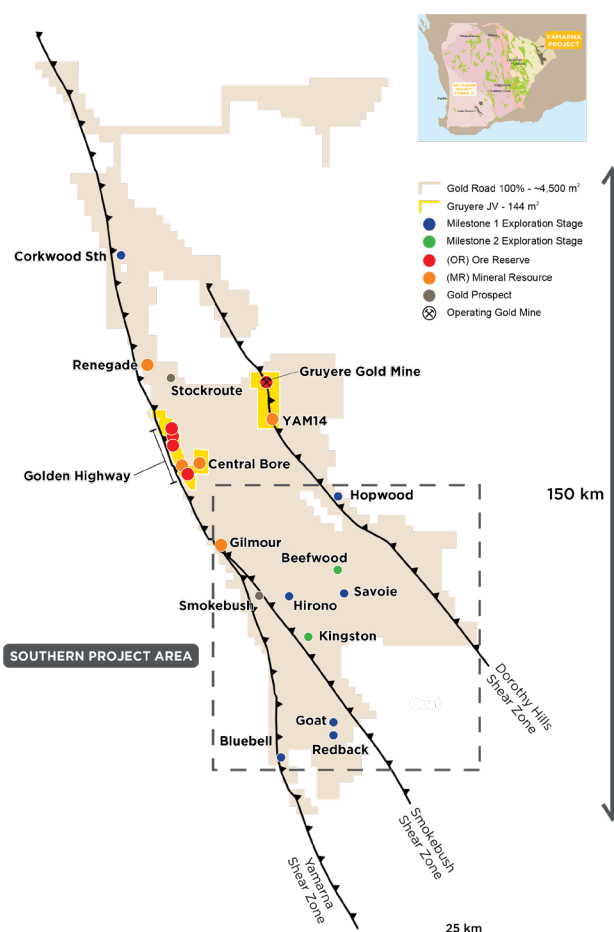 YAMARNA
PROJECT
Perth
Gold Road 100% - ~4,500 m²
Gruyere JV - 144 m²
Milestone 1 Exploration Stage
Milestone 2 Exploration Stage
(OR) Ore Reserve
(MR) Mineral Resource
Gold Prospect
Operating Gold Mine
Corkwood Sth
Renegade
Stockroute
Gruyere Gold Mine
YAM14
Central Bore
Golden Highway
Hopwood
150 km
Gilmour
Beefwood
Savoie
Smokebush
Hirono
Kingston
SOUTHERN PROJECT AREA
Dorothy Hills
Shear Zone
Goat
Goat
Redback
Bluebell
Smokebush
Shear Zone
Yamarna
Shear Zone
25 km